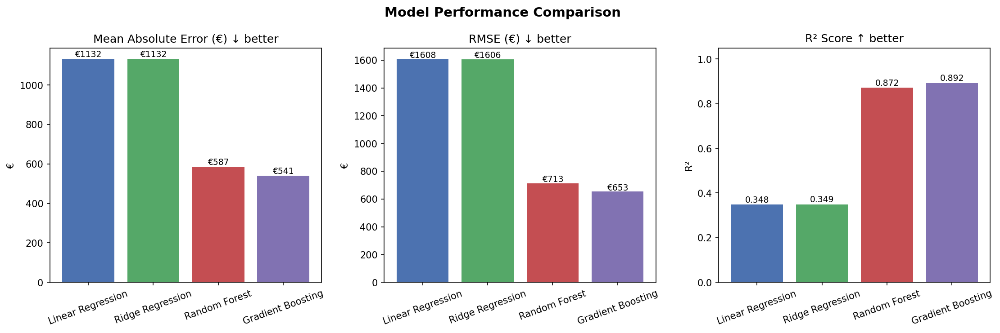 Model Performance Comparison
Mean Absolute Error (€) ↓ better
€
1000
800
600
400
200
0
€1132
€1132
€587
€541
Linear Regression
Ridge Regression
Random Forest
Gradient Boosting
RMSE (€) ↓ better
€
1600
1400
1200
1000
800
600
400
200
0
€1608
€1606
€713
€653
Linear Regression
Ridge Regression
Random Forest
Gradient Boosting
R² Score ↑ better
R²
1.0
0.8
0.6
0.4
0.2
0.0
0.348
0.349
0.872
0.892
Linear Regression
Ridge Regression
Random Forest
Gradient Boosting